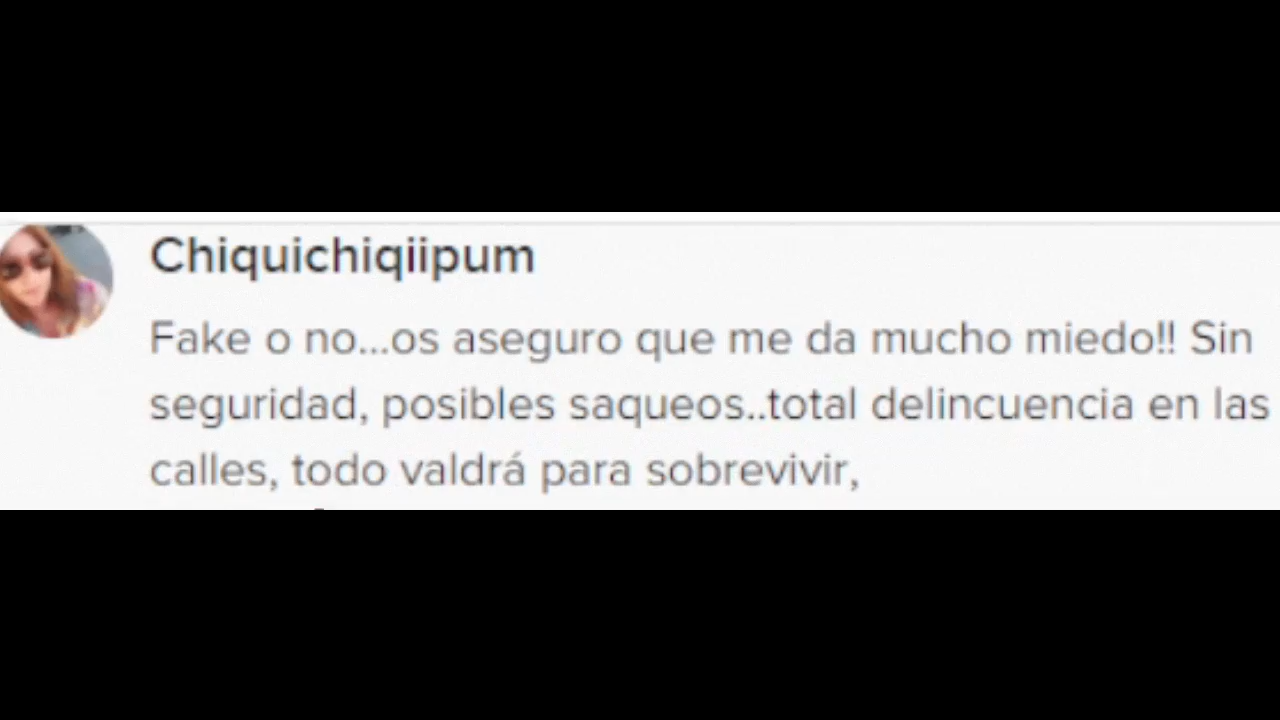 Chiquichiqiipum
Fake o no...os aseguro que me da mucho miedo!! Sin
seguridad, posibles saqueos..total delincuencia en las
calles, todo valdrá para sobrevivir,